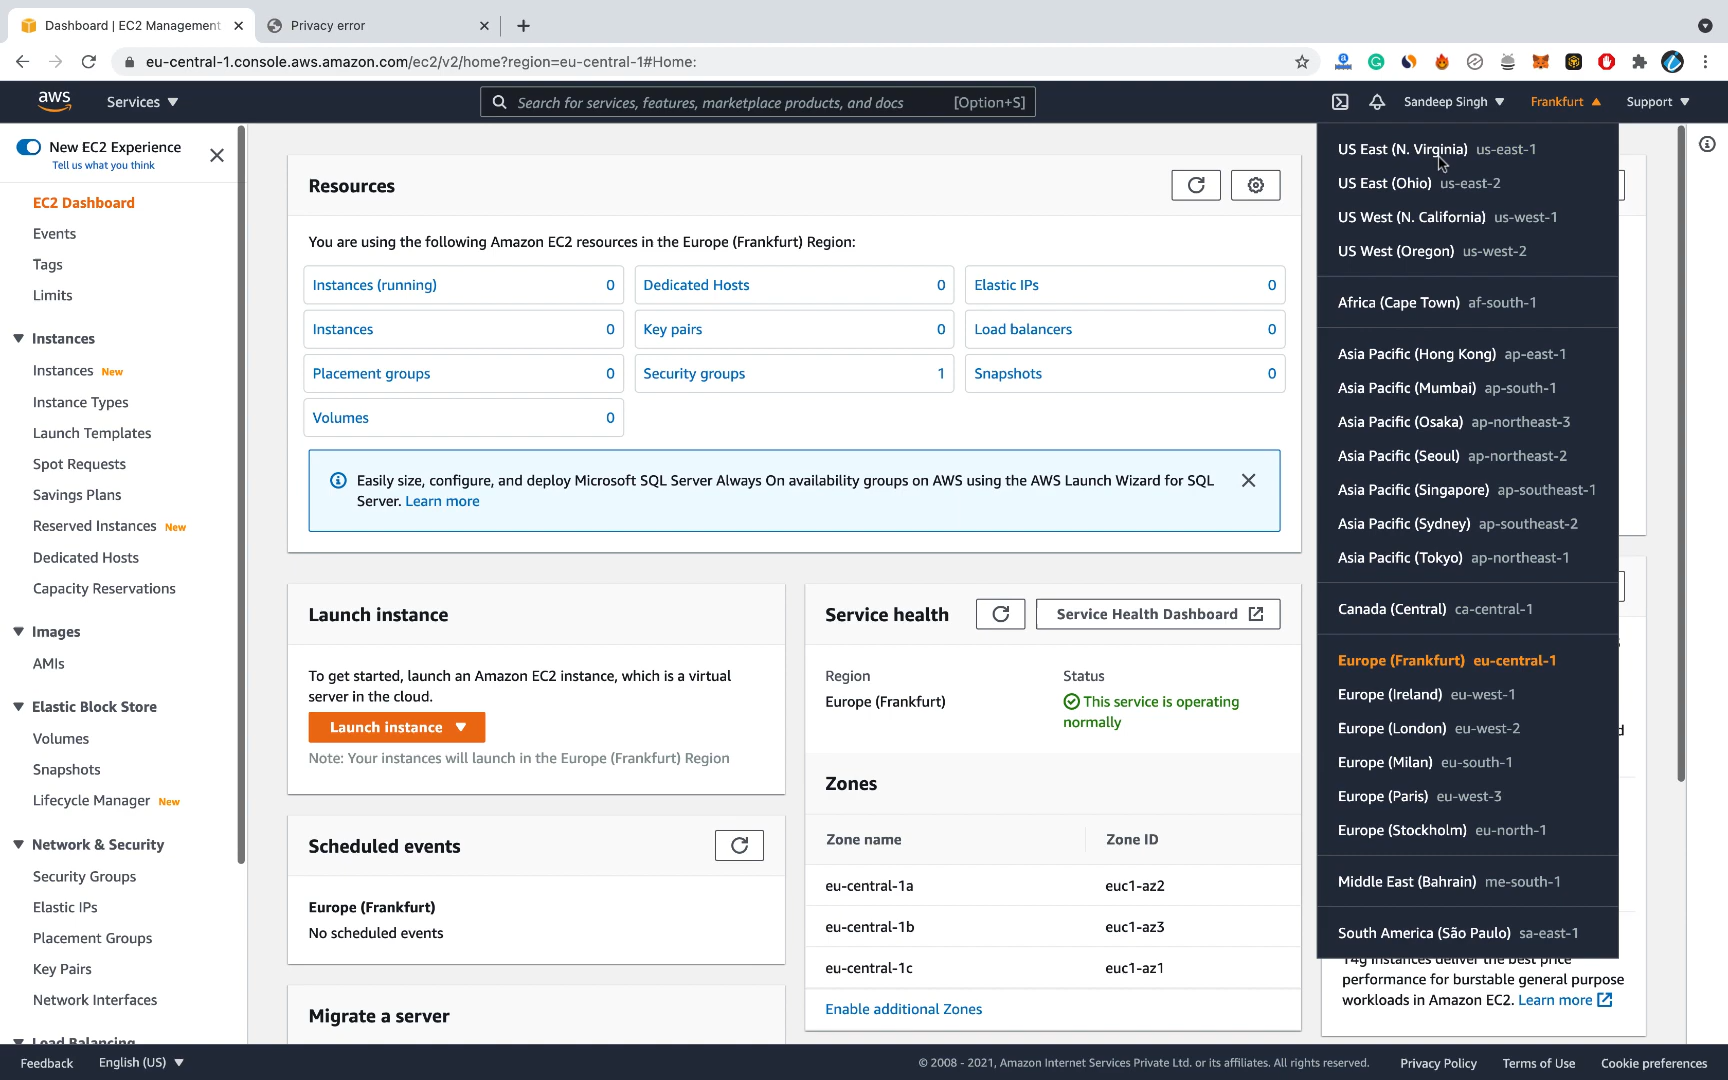 Dashboard | EC2 Management
Privacy error
eu-central-1.console.aws.amazon.com/ec2/v2/home?region=eu-central-1#Home:
aws
Services
Search for services, features, marketplace products, and docs [Option+S]
Sandeep Singh
Frankfurt
Support
New EC2 Experience
Tell us what you think
EC2 Dashboard
Events
Tags
Limits
Instances
Instances New
Instance Types
Launch Templates
Spot Requests
Savings Plans
Reserved Instances New
Dedicated Hosts
Capacity Reservations
Images
AMIs
Elastic Block Store
Volumes
Snapshots
Lifecycle Manager New
Network & Security
Security Groups
Elastic IPs
Placement Groups
Key Pairs
Network Interfaces
Load Balancing
Resources
You are using the following Amazon EC2 resources in the Europe (Frankfurt) Region:
Instances (running) 0
Dedicated Hosts 0
Elastic IPs 0
Instances 0
Key pairs 0
Load balancers 0
Placement groups 0
Security groups 1
Snapshots 0
Volumes 0
Easily size, configure, and deploy Microsoft SQL Server Always On availability groups on AWS using the AWS Launch Wizard for SQL
Server. Learn more
Launch instance
To get started, launch an Amazon EC2 instance, which is a virtual
server in the cloud.
Launch instance
Note: Your instances will launch in the Europe (Frankfurt) Region
Scheduled events
Europe (Frankfurt)
No scheduled events
Migrate a server
Service health
Service Health Dashboard
Region
Status
Europe (Frankfurt)
This service is operating
normally
Zones
Zone name
Zone ID
eu-central-1a
euc1-az2
eu-central-1b
euc1-az3
eu-central-1c
euc1-az1
Enable additional Zones
US East (N. Virginia) us-east-1
US East (Ohio) us-east-2
US West (N. California) us-west-1
US West (Oregon) us-west-2
Africa (Cape Town) af-south-1
Asia Pacific (Hong Kong) ap-east-1
Asia Pacific (Mumbai) ap-south-1
Asia Pacific (Osaka) ap-northeast-3
Asia Pacific (Seoul) ap-northeast-2
Asia Pacific (Singapore) ap-southeast-1
Asia Pacific (Sydney) ap-southeast-2
Asia Pacific (Tokyo) ap-northeast-1
Canada (Central) ca-central-1
Europe (Frankfurt) eu-central-1
Europe (Ireland) eu-west-1
Europe (London) eu-west-2
Europe (Milan) eu-south-1
Europe (Paris) eu-west-3
Europe (Stockholm) eu-north-1
Middle East (Bahrain) me-south-1
South America (São Paulo) sa-east-1
T4g instances deliver the best price
performance for burstable general purpose
workloads in Amazon EC2. Learn more
Feedback
English (US)
© 2008 - 2021, Amazon Internet Services Private Ltd. or its affiliates. All rights reserved.
Privacy Policy
Terms of Use
Cookie preferences